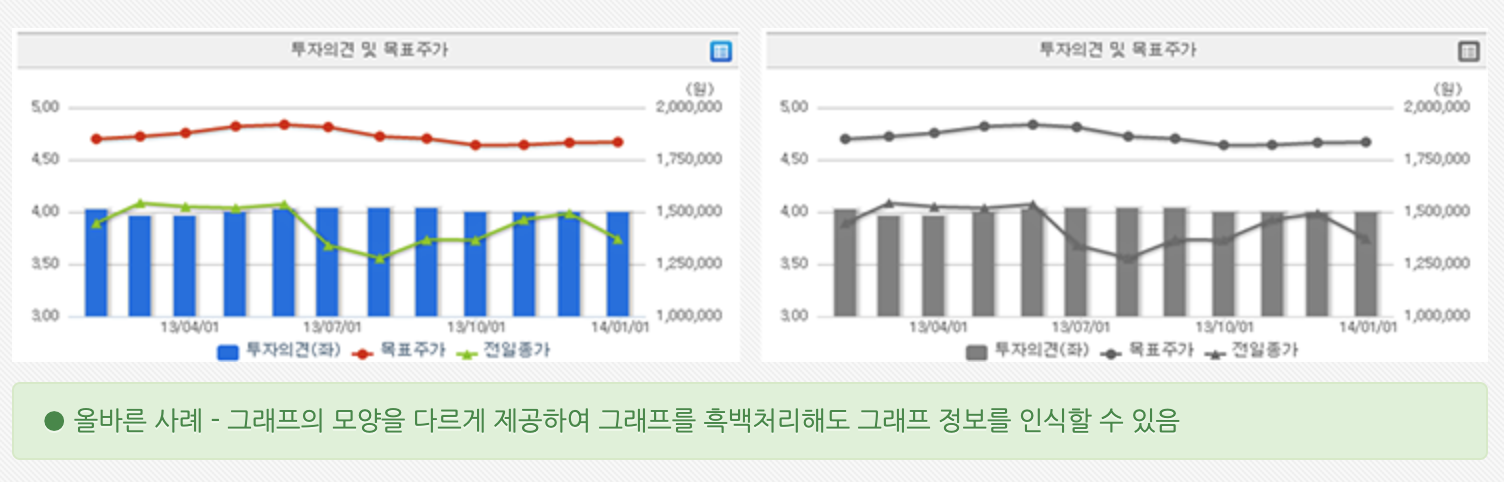 투자의견 및 목표주가
(원)
5,00 2,000,000
4,50 1,750,000
4,00 1,500,000
3,50 1,250,000
3,00 1,000,000
13/04/01 13/07/01 13/10/01 14/01/01
투자의견(좌) 목표주가 전일종가
투자의견 및 목표주가
(원)
5,00 2,000,000
4,50 1,750,000
4,00 1,500,000
3,50 1,250,000
3,00 1,000,000
13/04/01 13/07/01 13/10/01 14/01/01
투자의견(좌) 목표주가 전일종가
● 올바른 사례 - 그래프의 모양을 다르게 제공하여 그래프를 흑백처리해도 그래프 정보를 인식할 수 있음